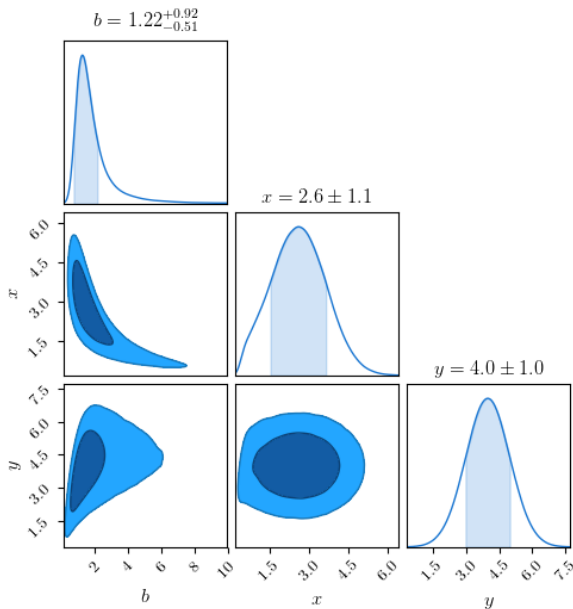 b = 1.22^{+0.92}_{-0.51}
x = 2.6 ± 1.1
6.0
4.5
3.0
1.5
x
y = 4.0 ± 1.0
7.5
6.0
4.5
3.0
1.5
y
2 4 6 8 10
1.5 3.0 4.5 6.0
1.5 3.0 4.5 6.0 7.5
b x y